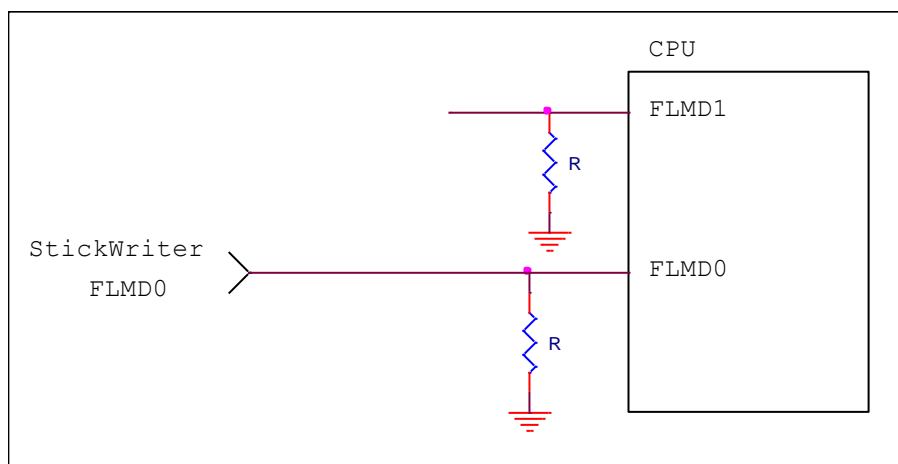 CPU
FLMD1
R
StickWriter
FLMD0
FLMD0
R